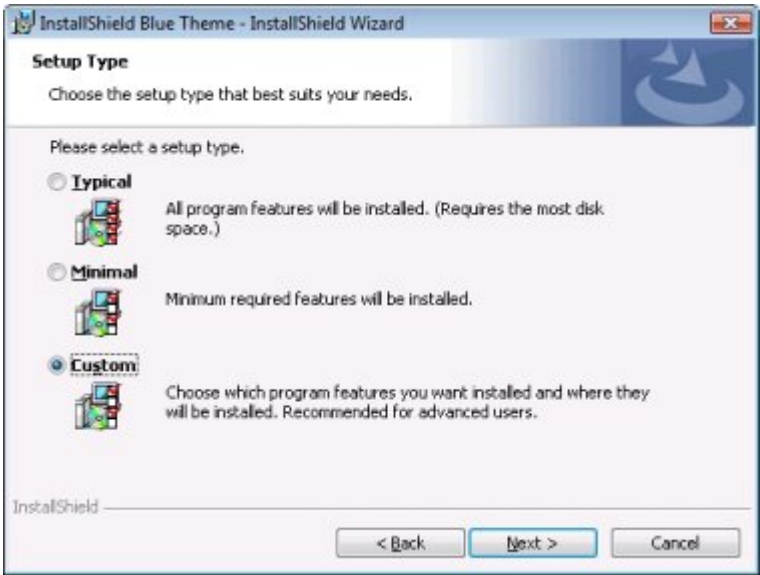 InstallShield Blue Theme - InstallShield Wizard
Setup Type
Choose the setup type that best suits your needs.
Please select a setup type.
Typical
All program features will be installed. (Requires the most disk
space.)
Minimal
Minimum required features will be installed.
Custom
Choose which program features you want installed and where they
will be installed. Recommended for advanced users.
InstallShield
< Back
Next >
Cancel